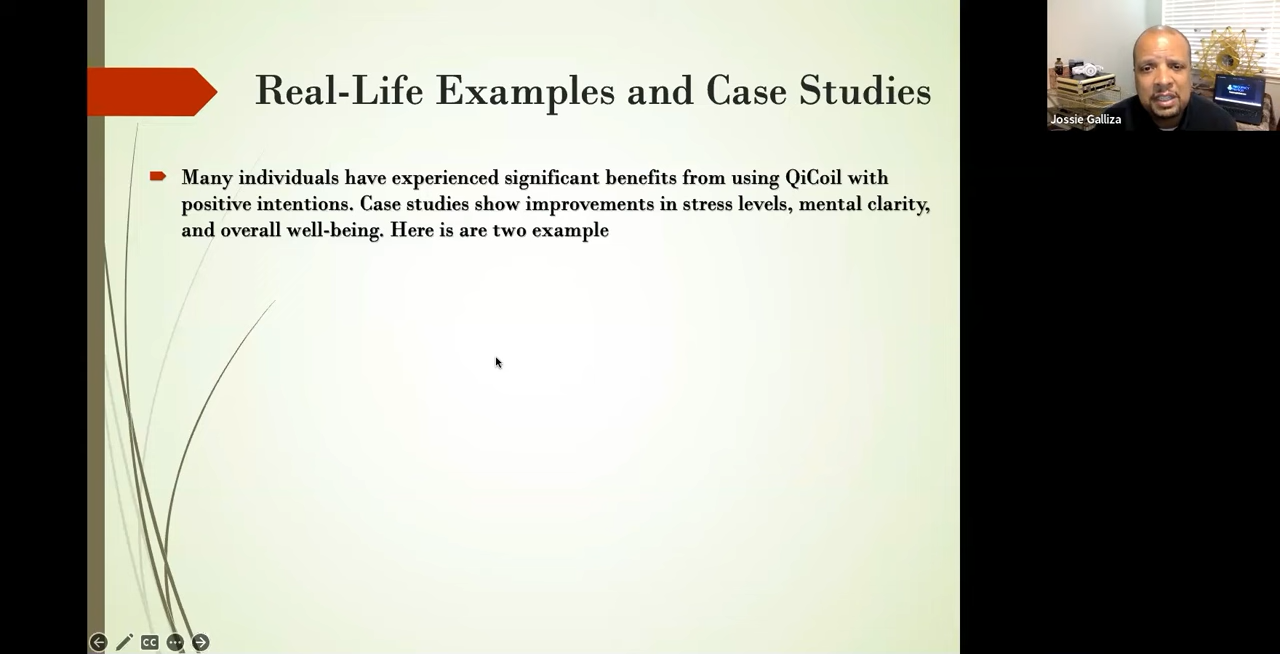 Real-Life Examples and Case Studies
Many individuals have experienced significant benefits from using QiCoil with
positive intentions. Case studies show improvements in stress levels, mental clarity,
and overall well-being. Here is are two example
Jossie Galliza
CC